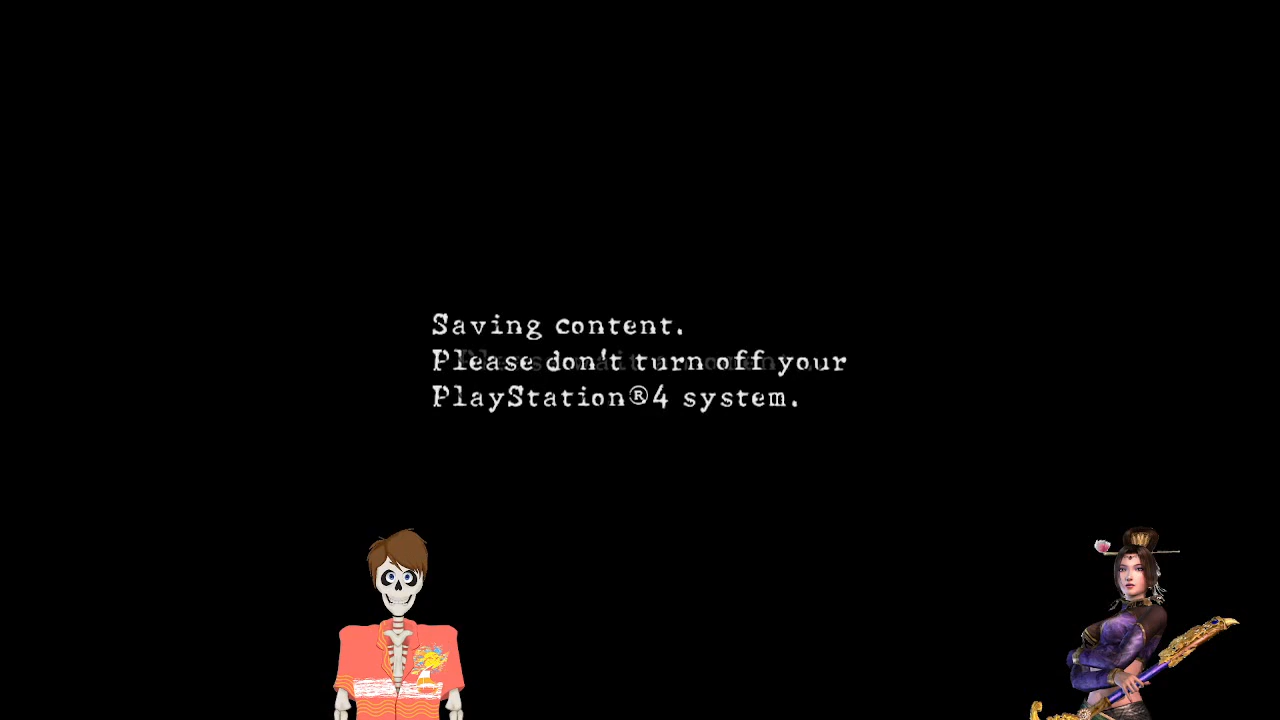 Saving content.
Please don't turn off your
PlayStation®4 system.